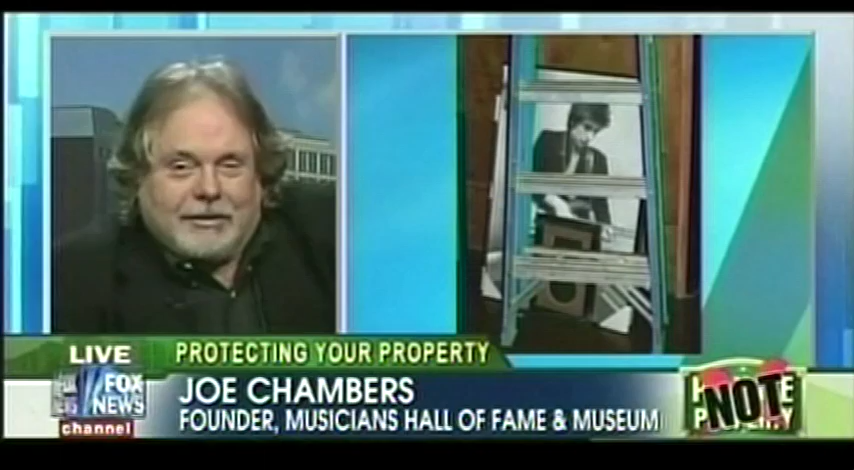 LIVE
PROTECTING YOUR PROPERTY
FOX NEWS
channel
JOE CHAMBERS
FOUNDER, MUSICIANS HALL OF FAME & MUSEUM
NOT